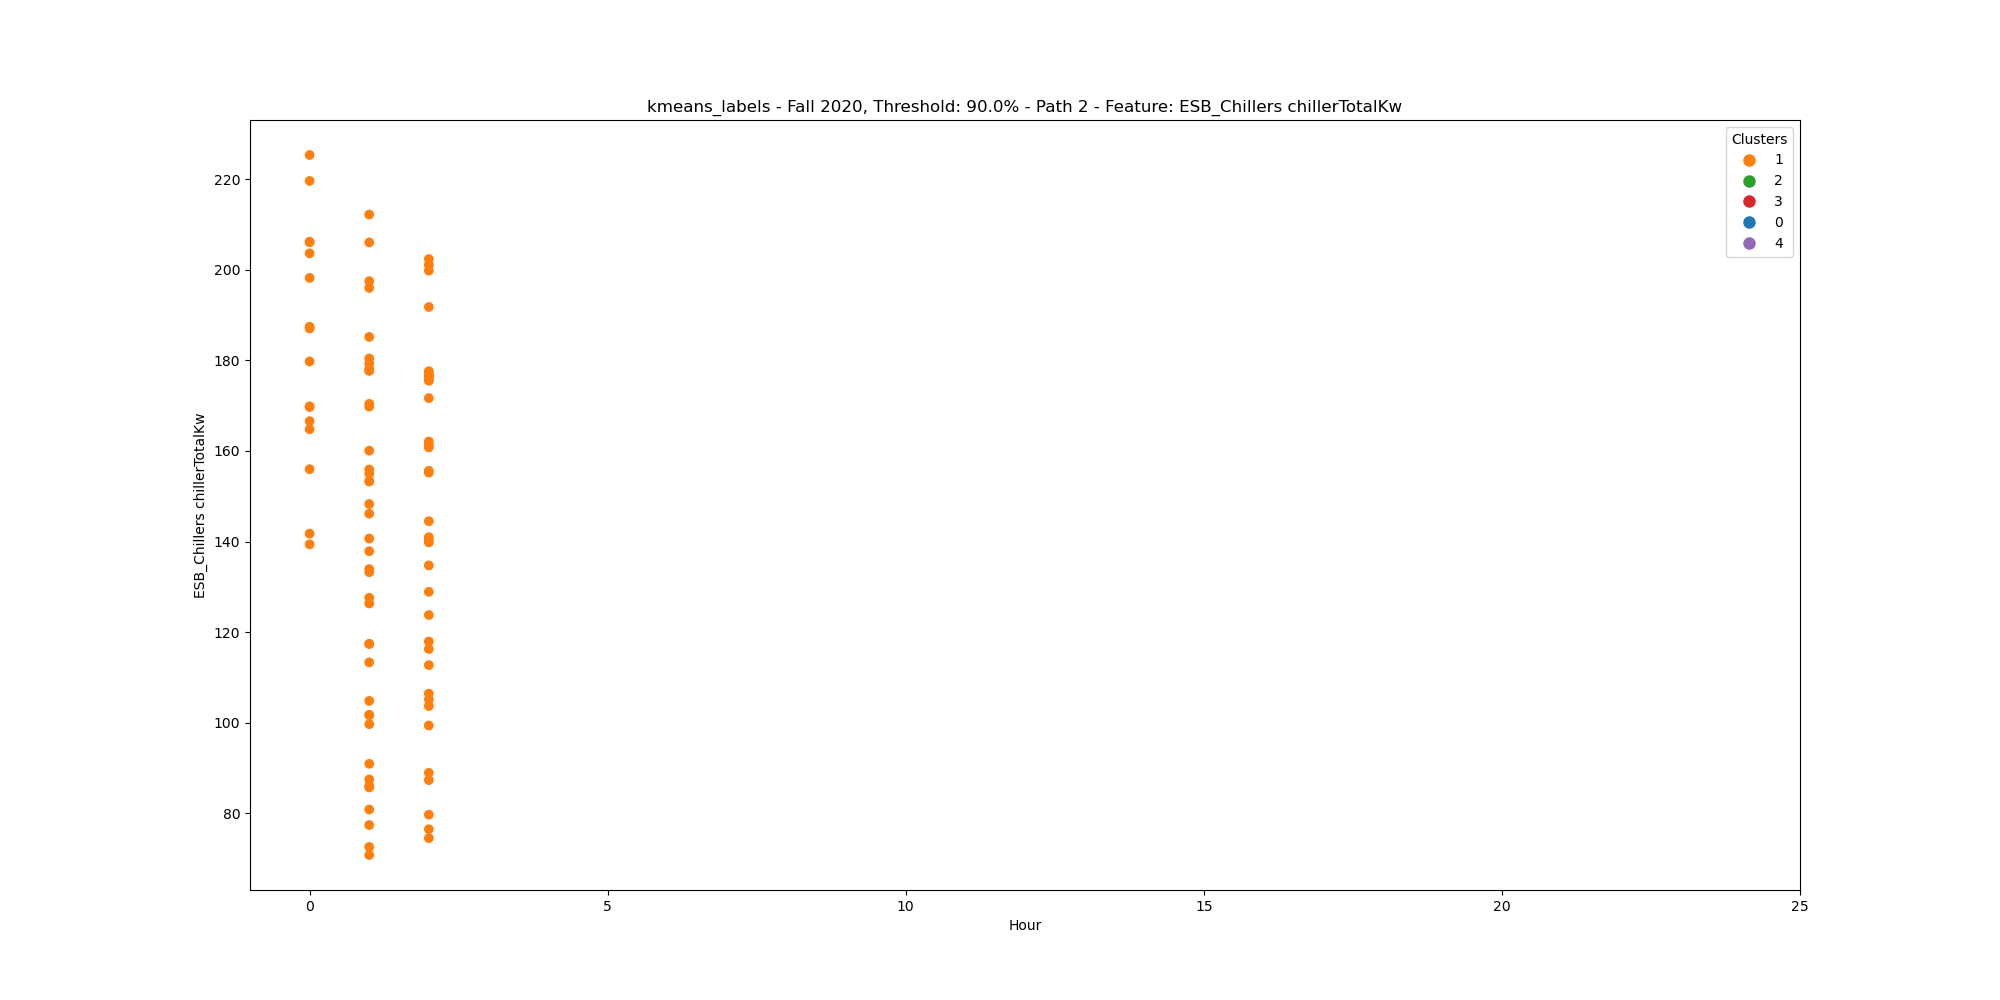 kmeans_labels - Fall 2020, Threshold: 90.0% - Path 2 - Feature: ESB_Chillers chillerTotalKw
Clusters
1
2
3
0
4
220
200
180
160
140
120
100
80
ESB_Chillers chillerTotalKw
0 5 10 15 20 25
Hour